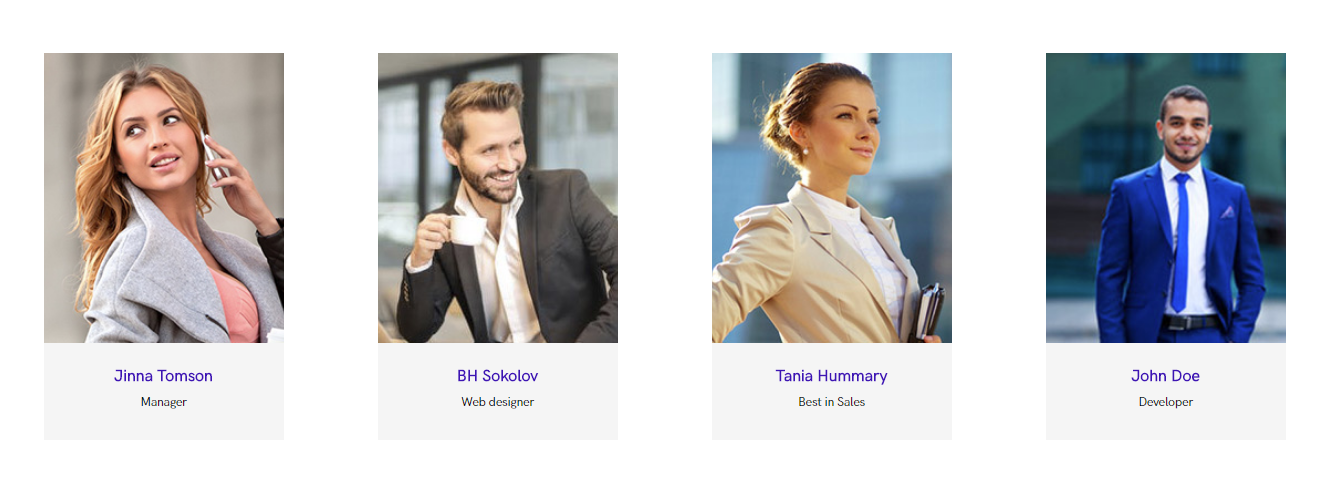 Jinna Tomson
Manager
BH Sokolov
Web designer
Tania Hummary
Best in Sales
John Doe
Developer